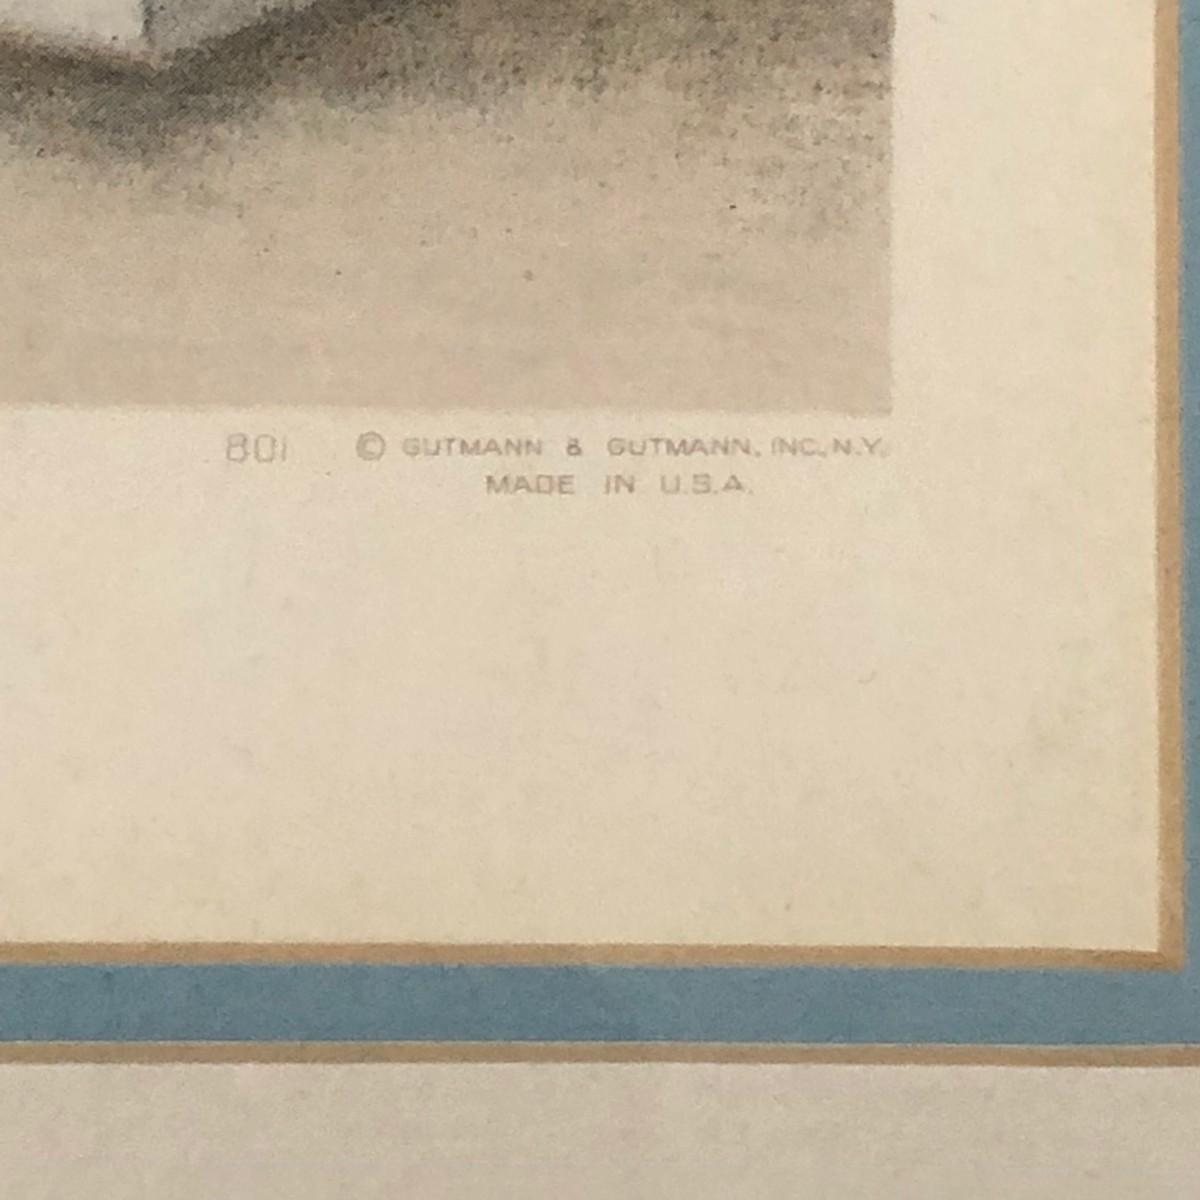 801 © GUTMANN & GUTMANN, INC, N.Y.
MADE IN U.S.A.